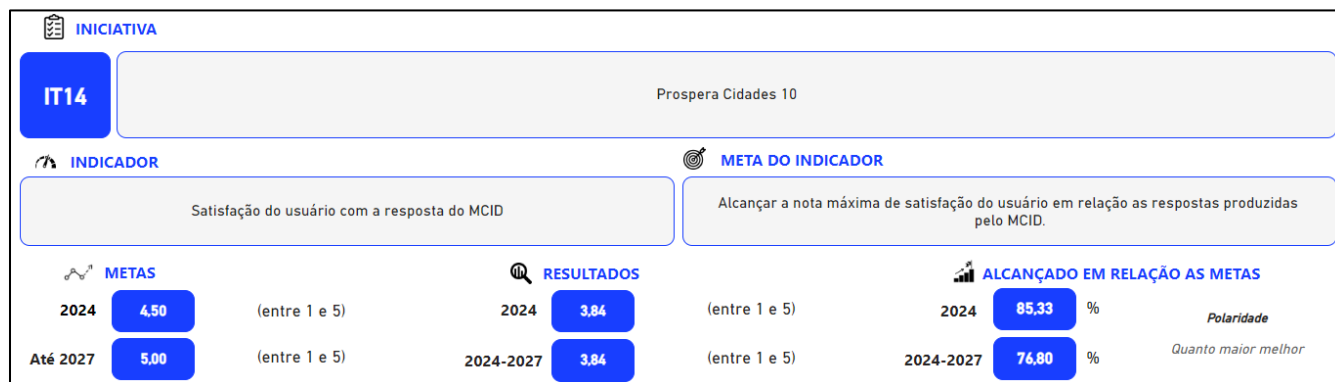 INICIATIVA
IT14
Prospera Cidades 10
INDICADOR
META DO INDICADOR
Satisfação do usuário com a resposta do MCID
Alcançar a nota máxima de satisfação do usuário em relação as respostas produzidas
pelo MCID.
METAS
RESULTADOS
ALCANÇADO EM RELAÇÃO AS METAS
2024 4,50 (entre 1 e 5) 2024 3,84 (entre 1 e 5) 2024 85,33 % Polaridade
Até 2027 5,00 (entre 1 e 5) 2024-2027 3,84 (entre 1 e 5) 2024-2027 76,80 % Quanto maior melhor